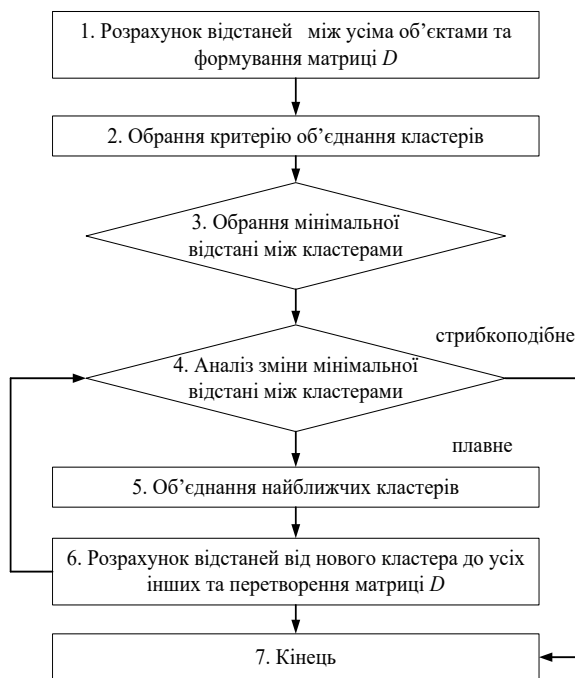 1. Розрахунок відстаней між усіма об’єктами та
формування матриці D
2. Обрання критерію об’єднання кластерів
3. Обрання мінімальної
відстані між кластерами
стрибкоподібне
4. Аналіз зміни мінімальної
відстані між кластерами
плавне
5. Об’єднання найближчих кластерів
6. Розрахунок відстаней від нового кластера до усіх
інших та перетворення матриці D
7. Кінець